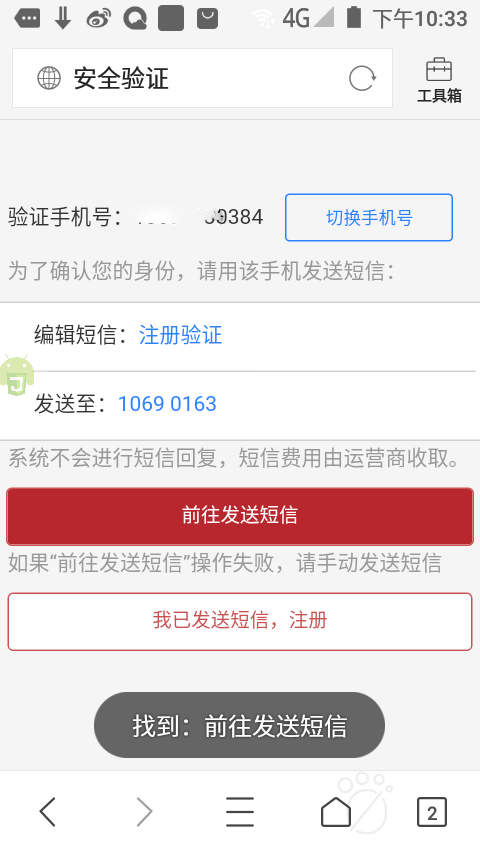 4G 下午10:33
安全验证
工具箱
验证手机号： 0384
切换手机号
为了确认您的身份，请用该手机发送短信：
编辑短信：注册验证
发送至：1069 0163
系统不会进行短信回复，短信费用由运营商收取。
前往发送短信
如果“前往发送短信”操作失败，请手动发送短信
我已发送短信，注册
找到：前往发送短信
2